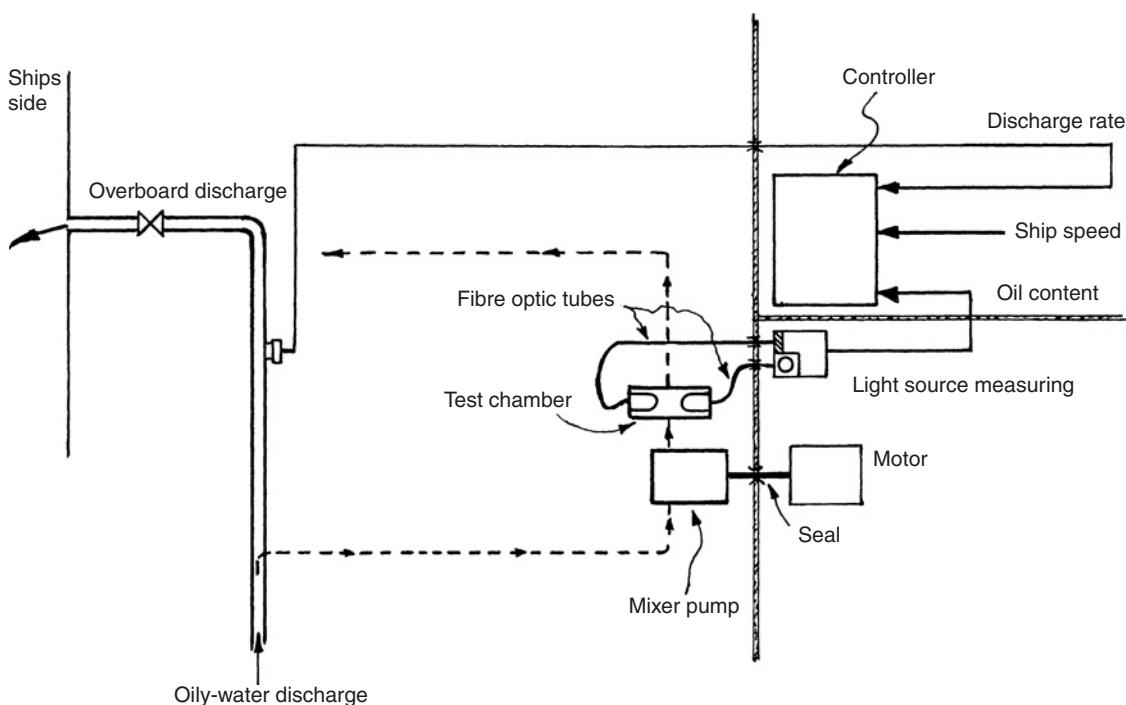 Ships
side
Controller
Discharge rate
Overboard discharge
Ship speed
Fibre optic tubes
Oil content
Light source measuring
Test chamber
Motor
Seal
Mixer pump
Oily-water discharge